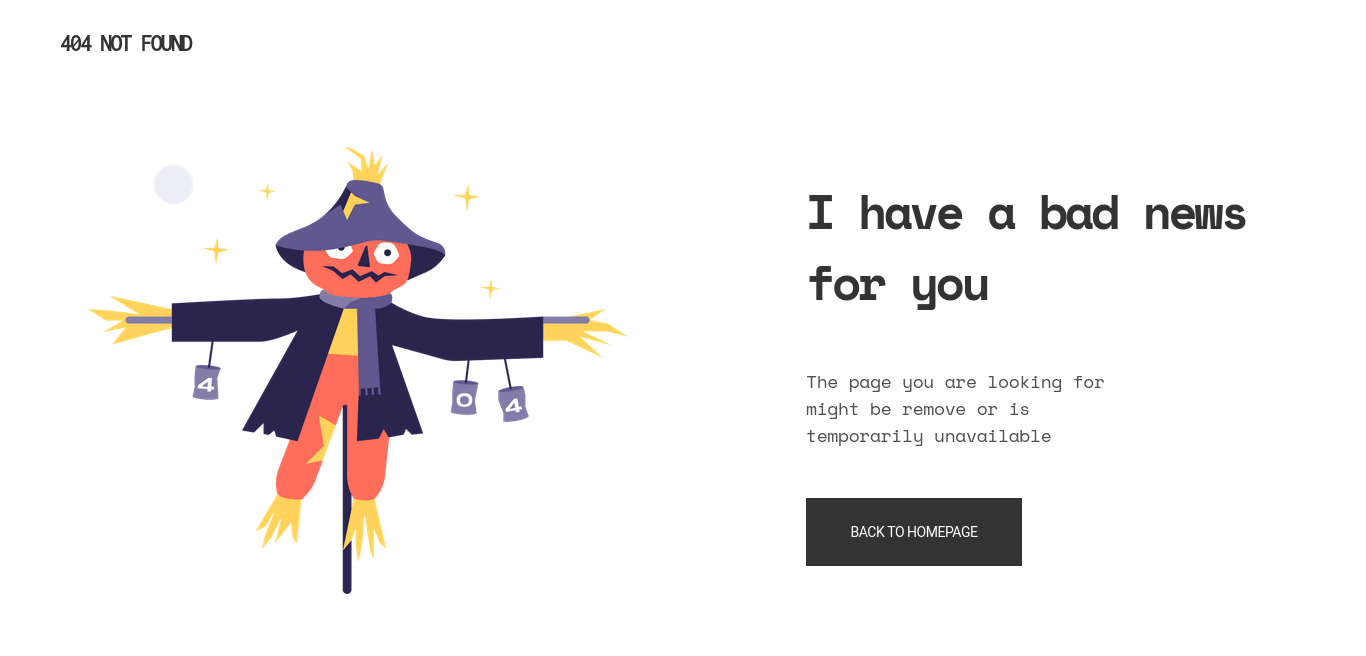 404 NOT FOUND
I have a bad news
for you
4
0
4
The page you are looking for
might be remove or is
temporarily unavailable
BACK TO HOMEPAGE